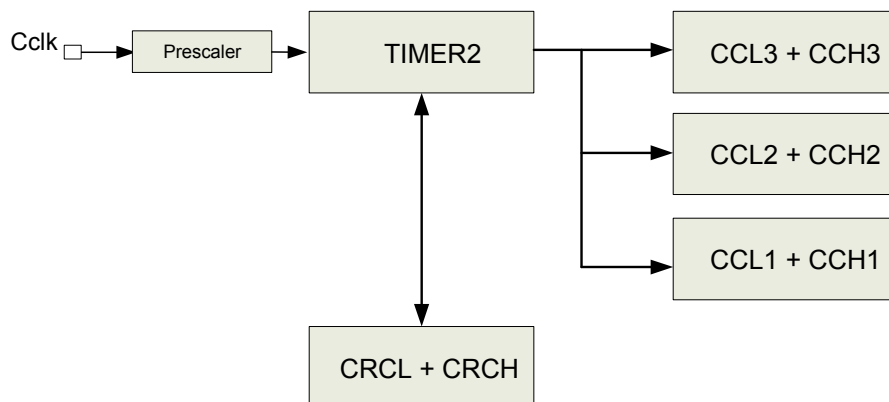 Cclk
Prescaler
TIMER2
CCL3 + CCH3
CCL2 + CCH2
CCL1 + CCH1
CRCL + CRCH